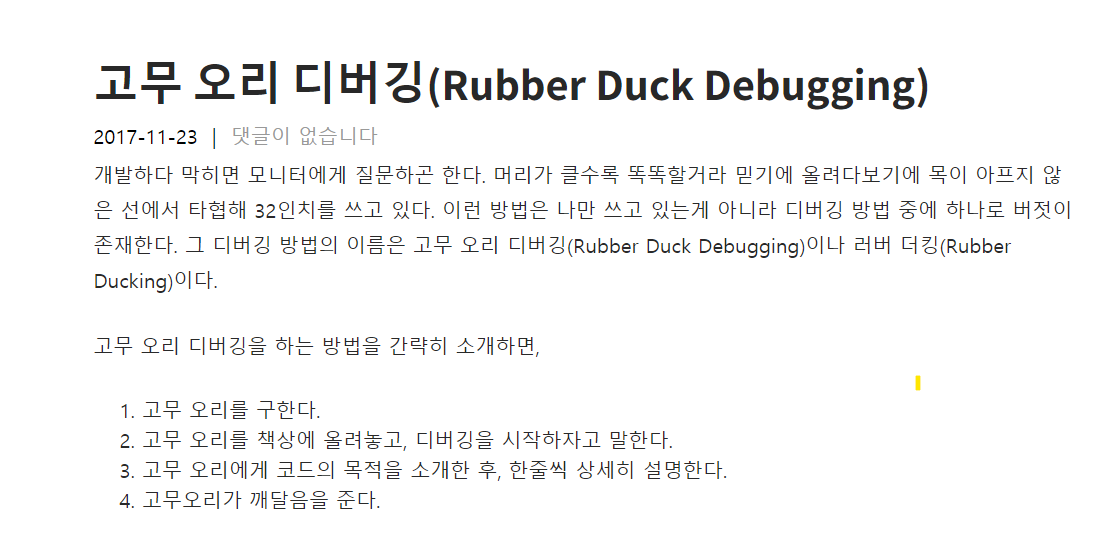 고무 오리 디버깅(Rubber Duck Debugging)
2017-11-23 | 댓글이 없습니다
개발하다 막히면 모니터에게 질문하곤 한다. 머리가 클수록 똑똑할거라 믿기에 올려다보기에 목이 아프지 않
은 선에서 타협해 32인치를 쓰고 있다. 이런 방법은 나만 쓰고 있는게 아니라 디버깅 방법 중에 하나로 버젓이
존재한다. 그 디버깅 방법의 이름은 고무 오리 디버깅(Rubber Duck Debugging)이나 러버 더킹(Rubber
Ducking)이다.
고무 오리 디버깅을 하는 방법을 간략히 소개하면,
1. 고무 오리를 구한다.
2. 고무 오리를 책상에 올려놓고, 디버깅을 시작하자고 말한다.
3. 고무 오리에게 코드의 목적을 소개한 후, 한줄씩 상세히 설명한다.
4. 고무오리가 깨달음을 준다.